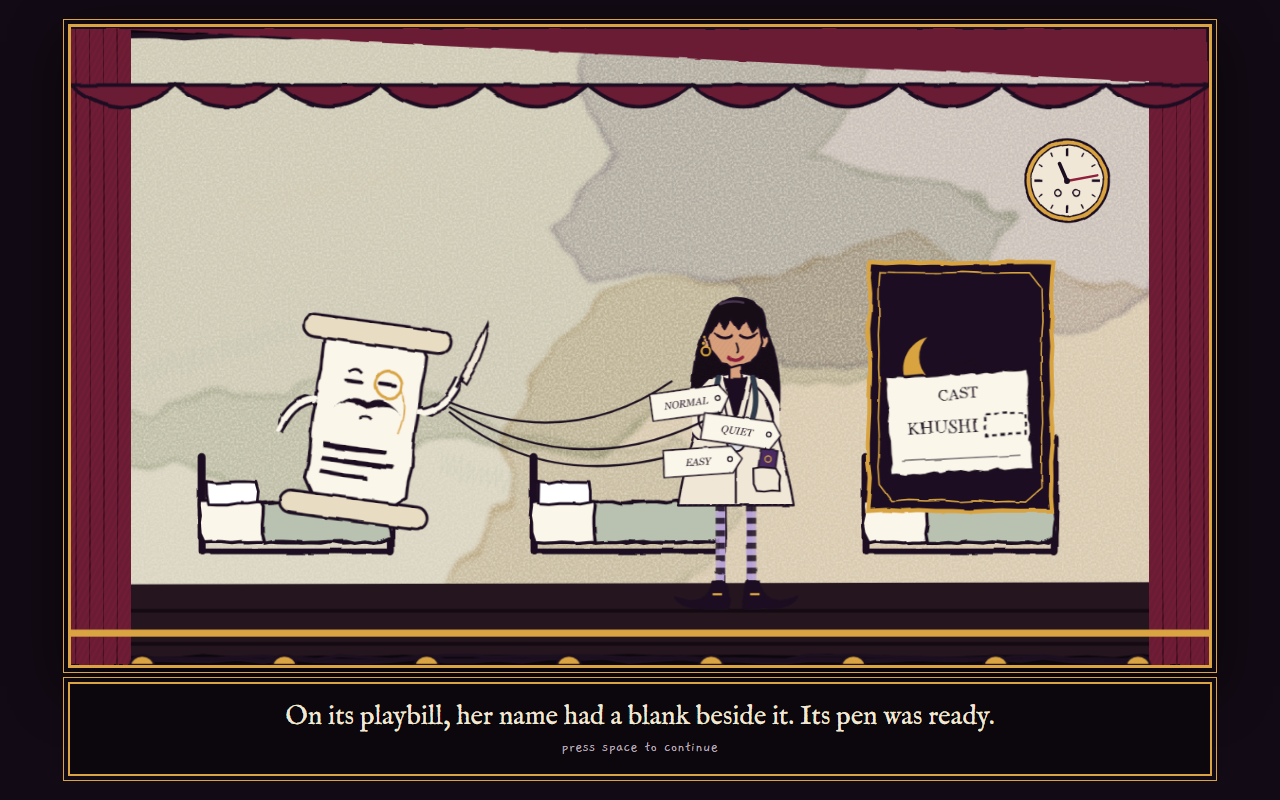 NORMAL
QUIET
EASY
CAST
KHUSHI
On its playbill, her name had a blank beside it. Its pen was ready.
press space to continue